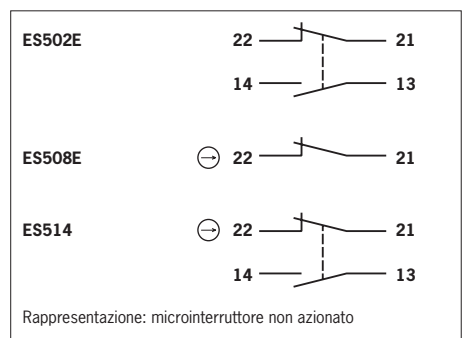 ES502E 22 21
14 13
ES508E 22 21
ES514 22 21
14 13
Rappresentazione: microinterruttore non azionato